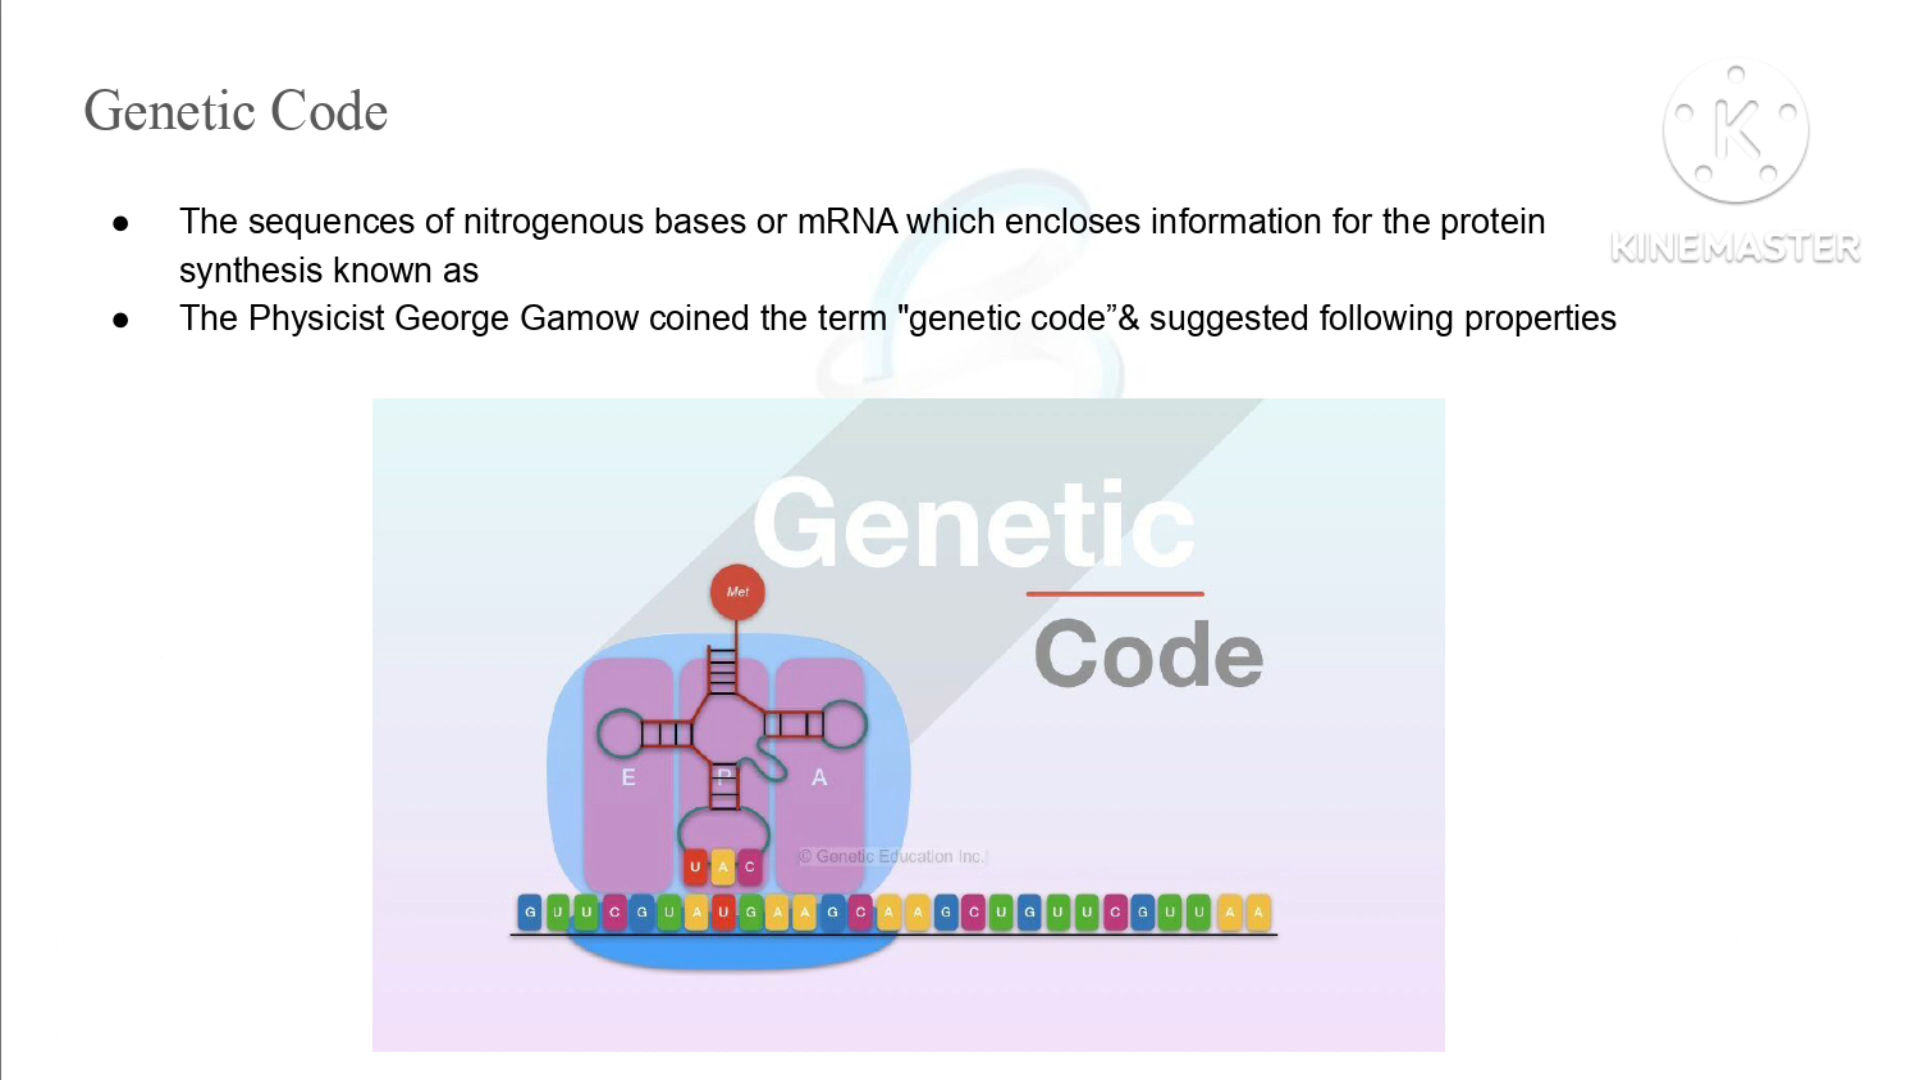 Genetic Code
K
KINEMASTER
● The sequences of nitrogenous bases or mRNA which encloses information for the protein
synthesis known as
● The Physicist George Gamow coined the term "genetic code”& suggested following properties
Genetic
Code
Met
E P A
U A C
© Genetic Education Inc.
G U U C G U A U G A A G C A A G C U G U U C G U U A A